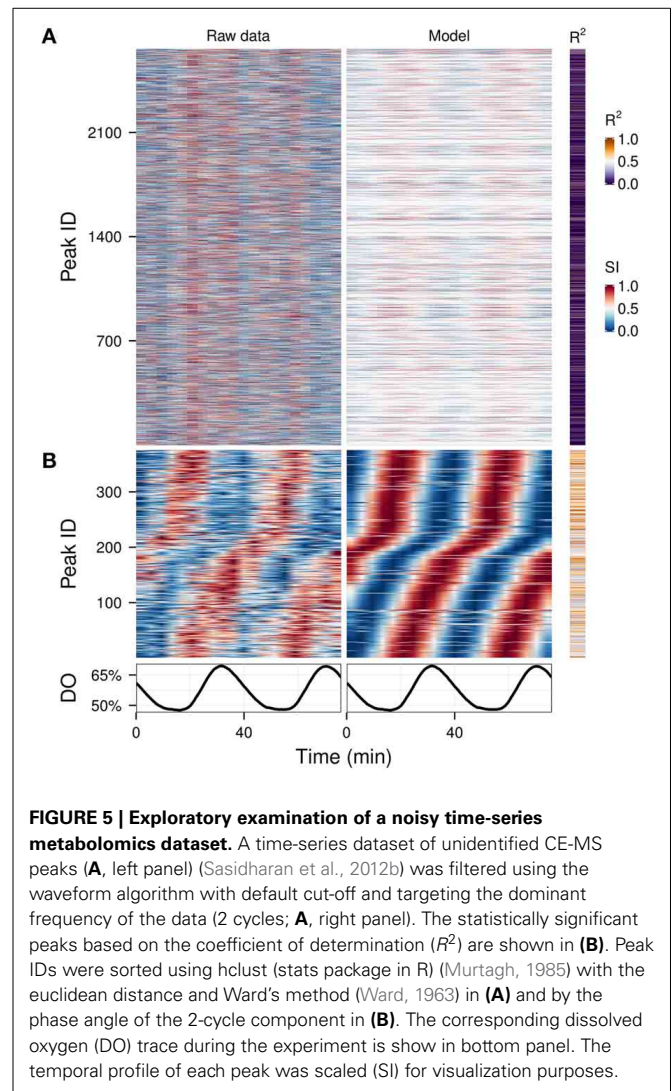 A
Raw data
Model
R²
2100
1400
700
Peak ID
R²
1.0
0.5
0.0
SI
1.0
0.5
0.0
B
300
200
100
Peak ID
65%
50%
DO
0 40 0 40
Time (min)
FIGURE 5 | Exploratory examination of a noisy time-series
metabolomics dataset. A time-series dataset of unidentified CE-MS
peaks (A, left panel) (Sasidharan et al., 2012b) was filtered using the
waveform algorithm with default cut-off and targeting the dominant
frequency of the data (2 cycles; A, right panel). The statistically significant
peaks based on the coefficient of determination (R²) are shown in (B). Peak
IDs were sorted using hclust (stats package in R) (Murtagh, 1985) with the
euclidean distance and Ward's method (Ward, 1963) in (A) and by the
phase angle of the 2-cycle component in (B). The corresponding dissolved
oxygen (DO) trace during the experiment is show in bottom panel. The
temporal profile of each peak was scaled (SI) for visualization purposes.